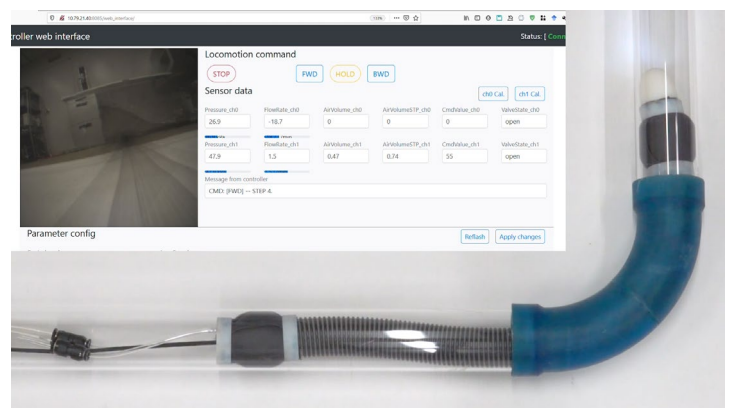 10.79.21.40:8080/web_interface/
133%
roller web interface
Status: [ Conn
Locomotion command
STOP
FWD
HOLD
BWD
Sensor data
ch0 Cal.
ch1 Cal.
Pressure_ch0
FlowRate_ch0
AirVolume_ch0
AirVolumeSTP_ch0
CmdValue_ch0
ValveState_ch0
26.9
-18.7
0
0
0
open
Pressure_ch1
FlowRate_ch1
AirVolume_ch1
AirVolumeSTP_ch1
CmdValue_ch1
ValveState_ch1
47.9
1.5
0.47
0.74
55
open
Message from controller
CMD: [FWD] -- STEP 4.
Parameter config
Reflash
Apply changes